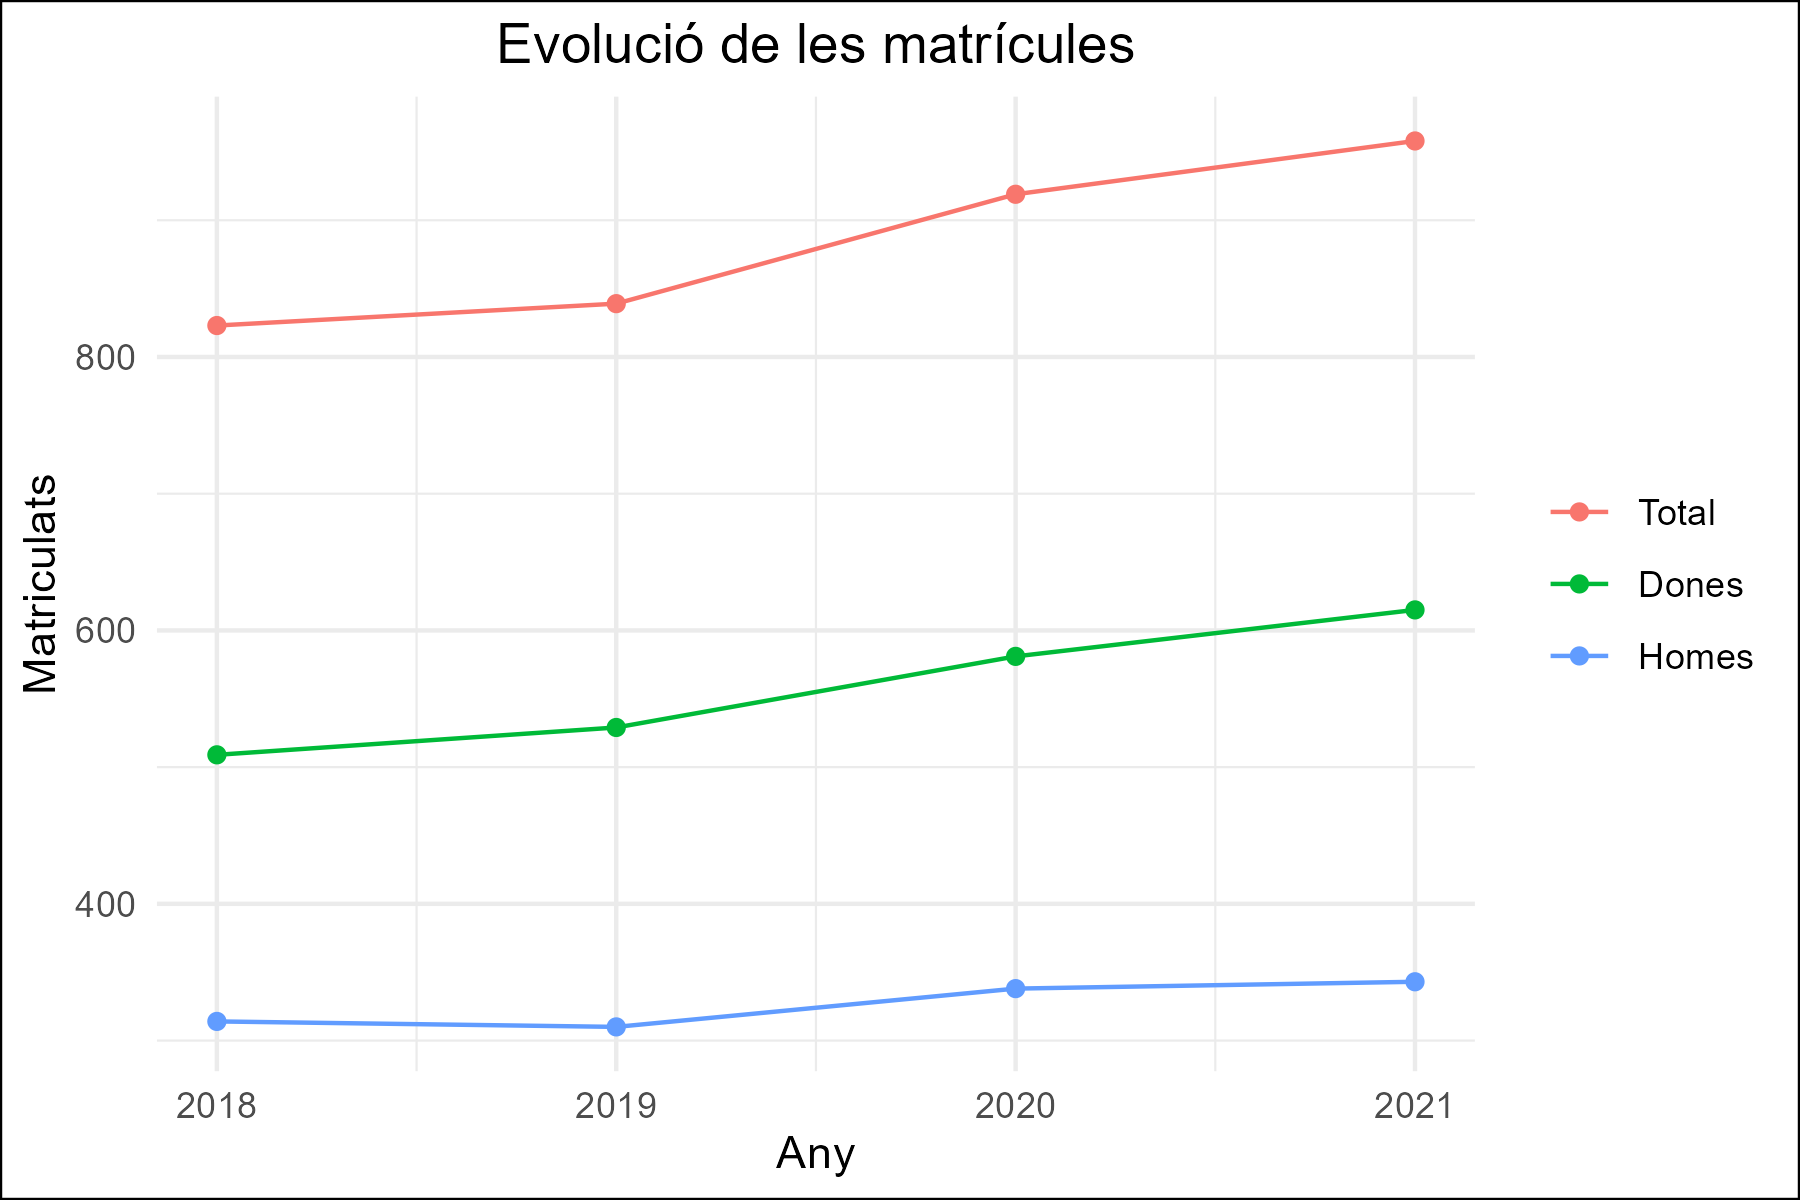 Evolució de les matrícules
Matriculats
800
600
400
2018
2019
2020
2021
Any
Total
Dones
Homes